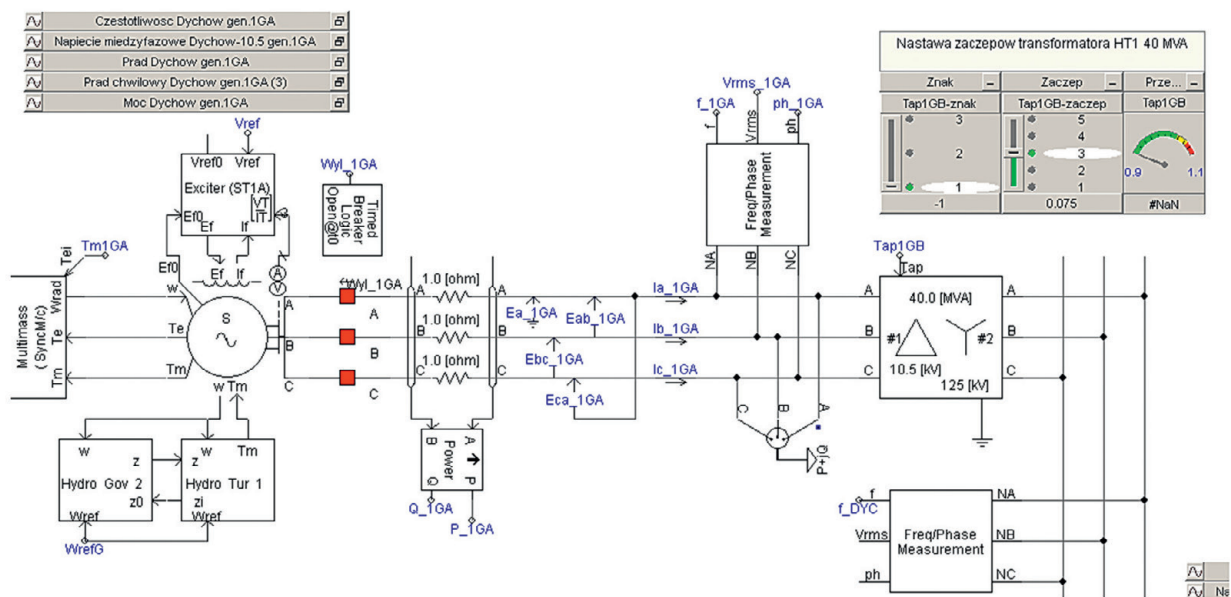 Czestotliwosc Dychow gen.1GA
Napiecie miedzyfazowe Dychow-10.5 gen.1GA
Prad Dychow gen.1GA
Prad chwilowy Dychow gen.1GA (3)
Moc Dychow gen.1GA
Nastawa zaczepow transformatora HT1 40 MVA
Znak
Zaczep
Prze...
Tap1GB-znak
Tap1GB-zaczep
Tap1GB
3
2
1
5
4
3
2
1
0.9
1.1
-1
0.075
#NaN
Vref
Vref0
Vref
Exciter (ST1A)
Ef0
VT
IT
Ef
If
Wyl_1GA
Timed
Breaker
Logic
Open@t0
Vrms_1GA
f_1GA
ph_1GA
f
Vrms
ph
Freq/Phase
Measurement
NA
NB
NC
Tei
Tm1GA
Multimass
(SyncM/c)
Wrad
Te
Tm
Ef0
Ef
If
A
V
w
Te
Tm
S
w
Tm
A
B
C
Wyl_1GA
A
B
C
1.0 [ohm]
1.0 [ohm]
1.0 [ohm]
A
B
C
A
B
C
Ea_1GA
Eab_1GA
Ebc_1GA
Eca_1GA
Ia_1GA
Ib_1GA
Ic_1GA
Tap1GB
Tap
40.0 [MVA]
#1
#2
10.5 [kV]
125 [kV]
A
B
C
A
B
C
C
B
A
P+jQ
w
z
Hydro Gov 2
z0
Wref
w
Tm
z
Hydro Tur 1
zi
Wref
WrefG
B
A
Power
Q
P
Q_1GA
P_1GA
f
f_DYC
Vrms
ph
Freq/Phase
Measurement
NA
NB
NC